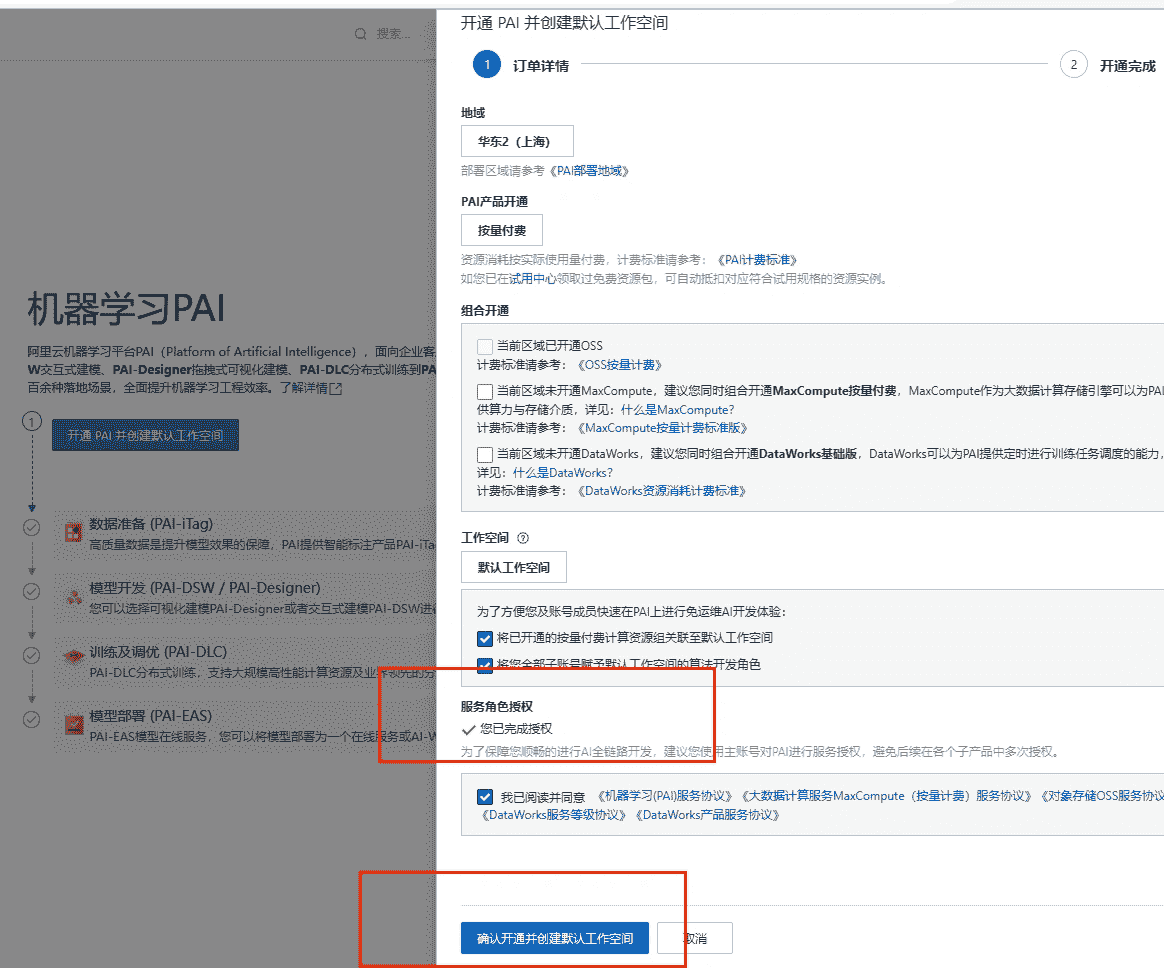 搜索...
机器学习PAI
阿里云机器学习平台PAI（Platform of Artificial Intelligence），面向企业客
W交互式建模、PAI-Designer拖拽式可视化建模、PAI-DLC分布式训练到PA
百余种落地场景，全面提升机器学习工程效率。了解详情
1
开通 PAI 并创建默认工作空间
数据准备 (PAI-iTag)
高质量数据是提升模型效果的保障，PAI提供智能标注产品PAI-iTa
模型开发 (PAI-DSW / PAI-Designer)
您可以选择可视化建模PAI-Designer或者交互式建模PAI-DSW进
训练及调优 (PAI-DLC)
PAI-DLC分布式训练，支持大规模高性能计算资源及业界领先的分
模型部署 (PAI-EAS)
PAI-EAS模型在线服务，您可以将模型部署为一个在线服务或AI-W
开通 PAI 并创建默认工作空间
1 订单详情
2 开通完成
地域
华东2（上海）
部署区域请参考《PAI部署地域》
PAI产品开通
按量付费
资源消耗按实际使用量付费，计费标准请参考：《PAI计费标准》
如您已在试用中心领取过免费资源包，可自动抵扣对应符合试用规格的资源实例。
组合开通
当前区域已开通OSS
计费标准请参考：《OSS按量计费》
当前区域未开通MaxCompute，建议您同时组合开通MaxCompute按量付费，MaxCompute作为大数据计算存储引擎可以为PAI
供算力与存储介质，详见：什么是MaxCompute?
计费标准请参考：《MaxCompute按量计费标准版》
当前区域未开通DataWorks，建议您同时组合开通DataWorks基础版，DataWorks可以为PAI提供定时进行训练任务调度的能力，
详见：什么是DataWorks?
计费标准请参考：《DataWorks资源消耗计费标准》
工作空间 ?
默认工作空间
为了方便您及账号成员快速在PAI上进行免运维AI开发体验：
将已开通的按量付费计算资源组关联至默认工作空间
将您全部子账号赋予默认工作空间的算法开发角色
服务角色授权
您已完成授权
为了保障您顺畅的进行AI全链路开发，建议您使用主账号对PAI进行服务授权，避免后续在各个子产品中多次授权。
我已阅读并同意 《机器学习(PAI)服务协议》《大数据计算服务MaxCompute（按量计费）服务协议》《对象存储OSS服务协议
《DataWorks服务等级协议》《DataWorks产品服务协议》
确认开通并创建默认工作空间
取消